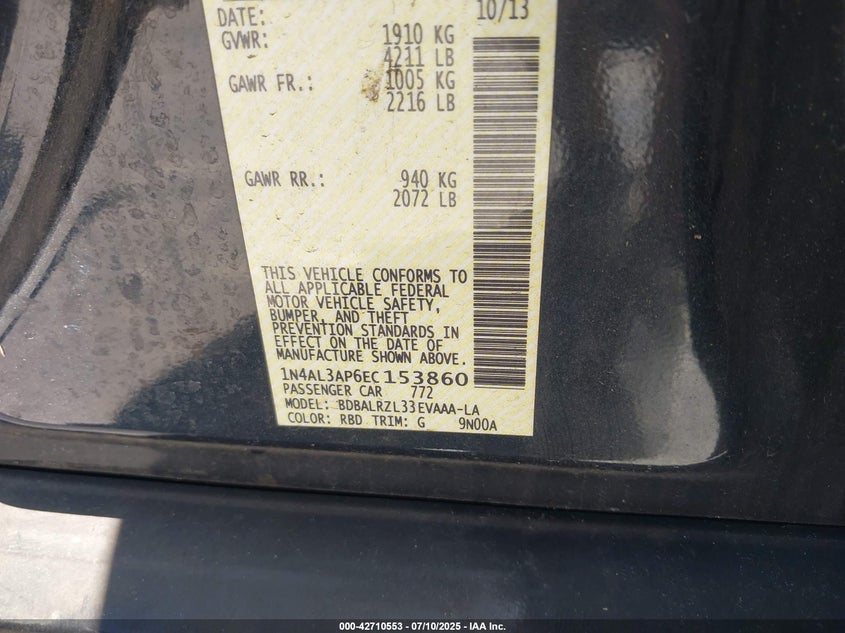 DATE: 10/13
GVWR: 1910 KG
4211 LB
GAWR FR.: 1005 KG
2216 LB
GAWR RR.: 940 KG
2072 LB
THIS VEHICLE CONFORMS TO
ALL APPLICABLE FEDERAL
MOTOR VEHICLE SAFETY,
BUMPER, AND THEFT
PREVENTION STANDARDS IN
EFFECT ON THE DATE OF
MANUFACTURE SHOWN ABOVE.
1N4AL3AP6EC153860
PASSENGER CAR 772
MODEL: BDBALRZL33EVAAA-LA
COLOR: RBD TRIM: G 9N00A
000-42710553 - 07/10/2025 - IAA Inc.